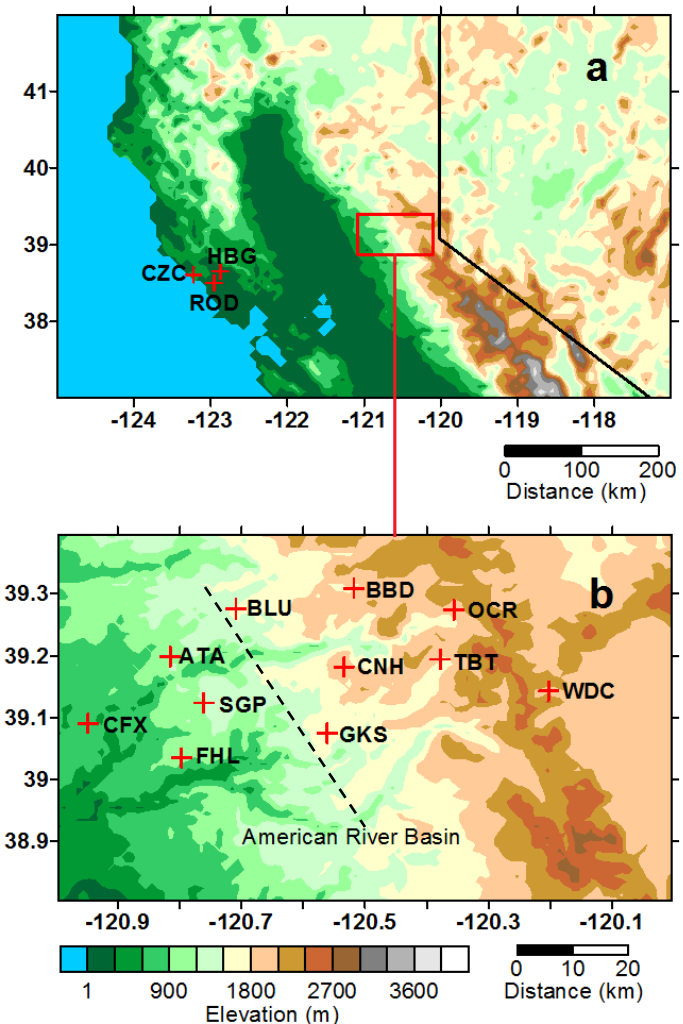 a
41
40
39
38
HBG
CZC
ROD
-124 -123 -122 -121 -120 -119 -118
0 100 200
Distance (km)
b
39.3
39.2
39.1
39
38.9
BBD
BLU
OCR
ATA
CNH
TBT
WDC
SGP
CFX
GKS
FHL
American River Basin
-120.9 -120.7 -120.5 -120.3 -120.1
1 900 1800 2700 3600
Elevation (m)
0 10 20
Distance (km)